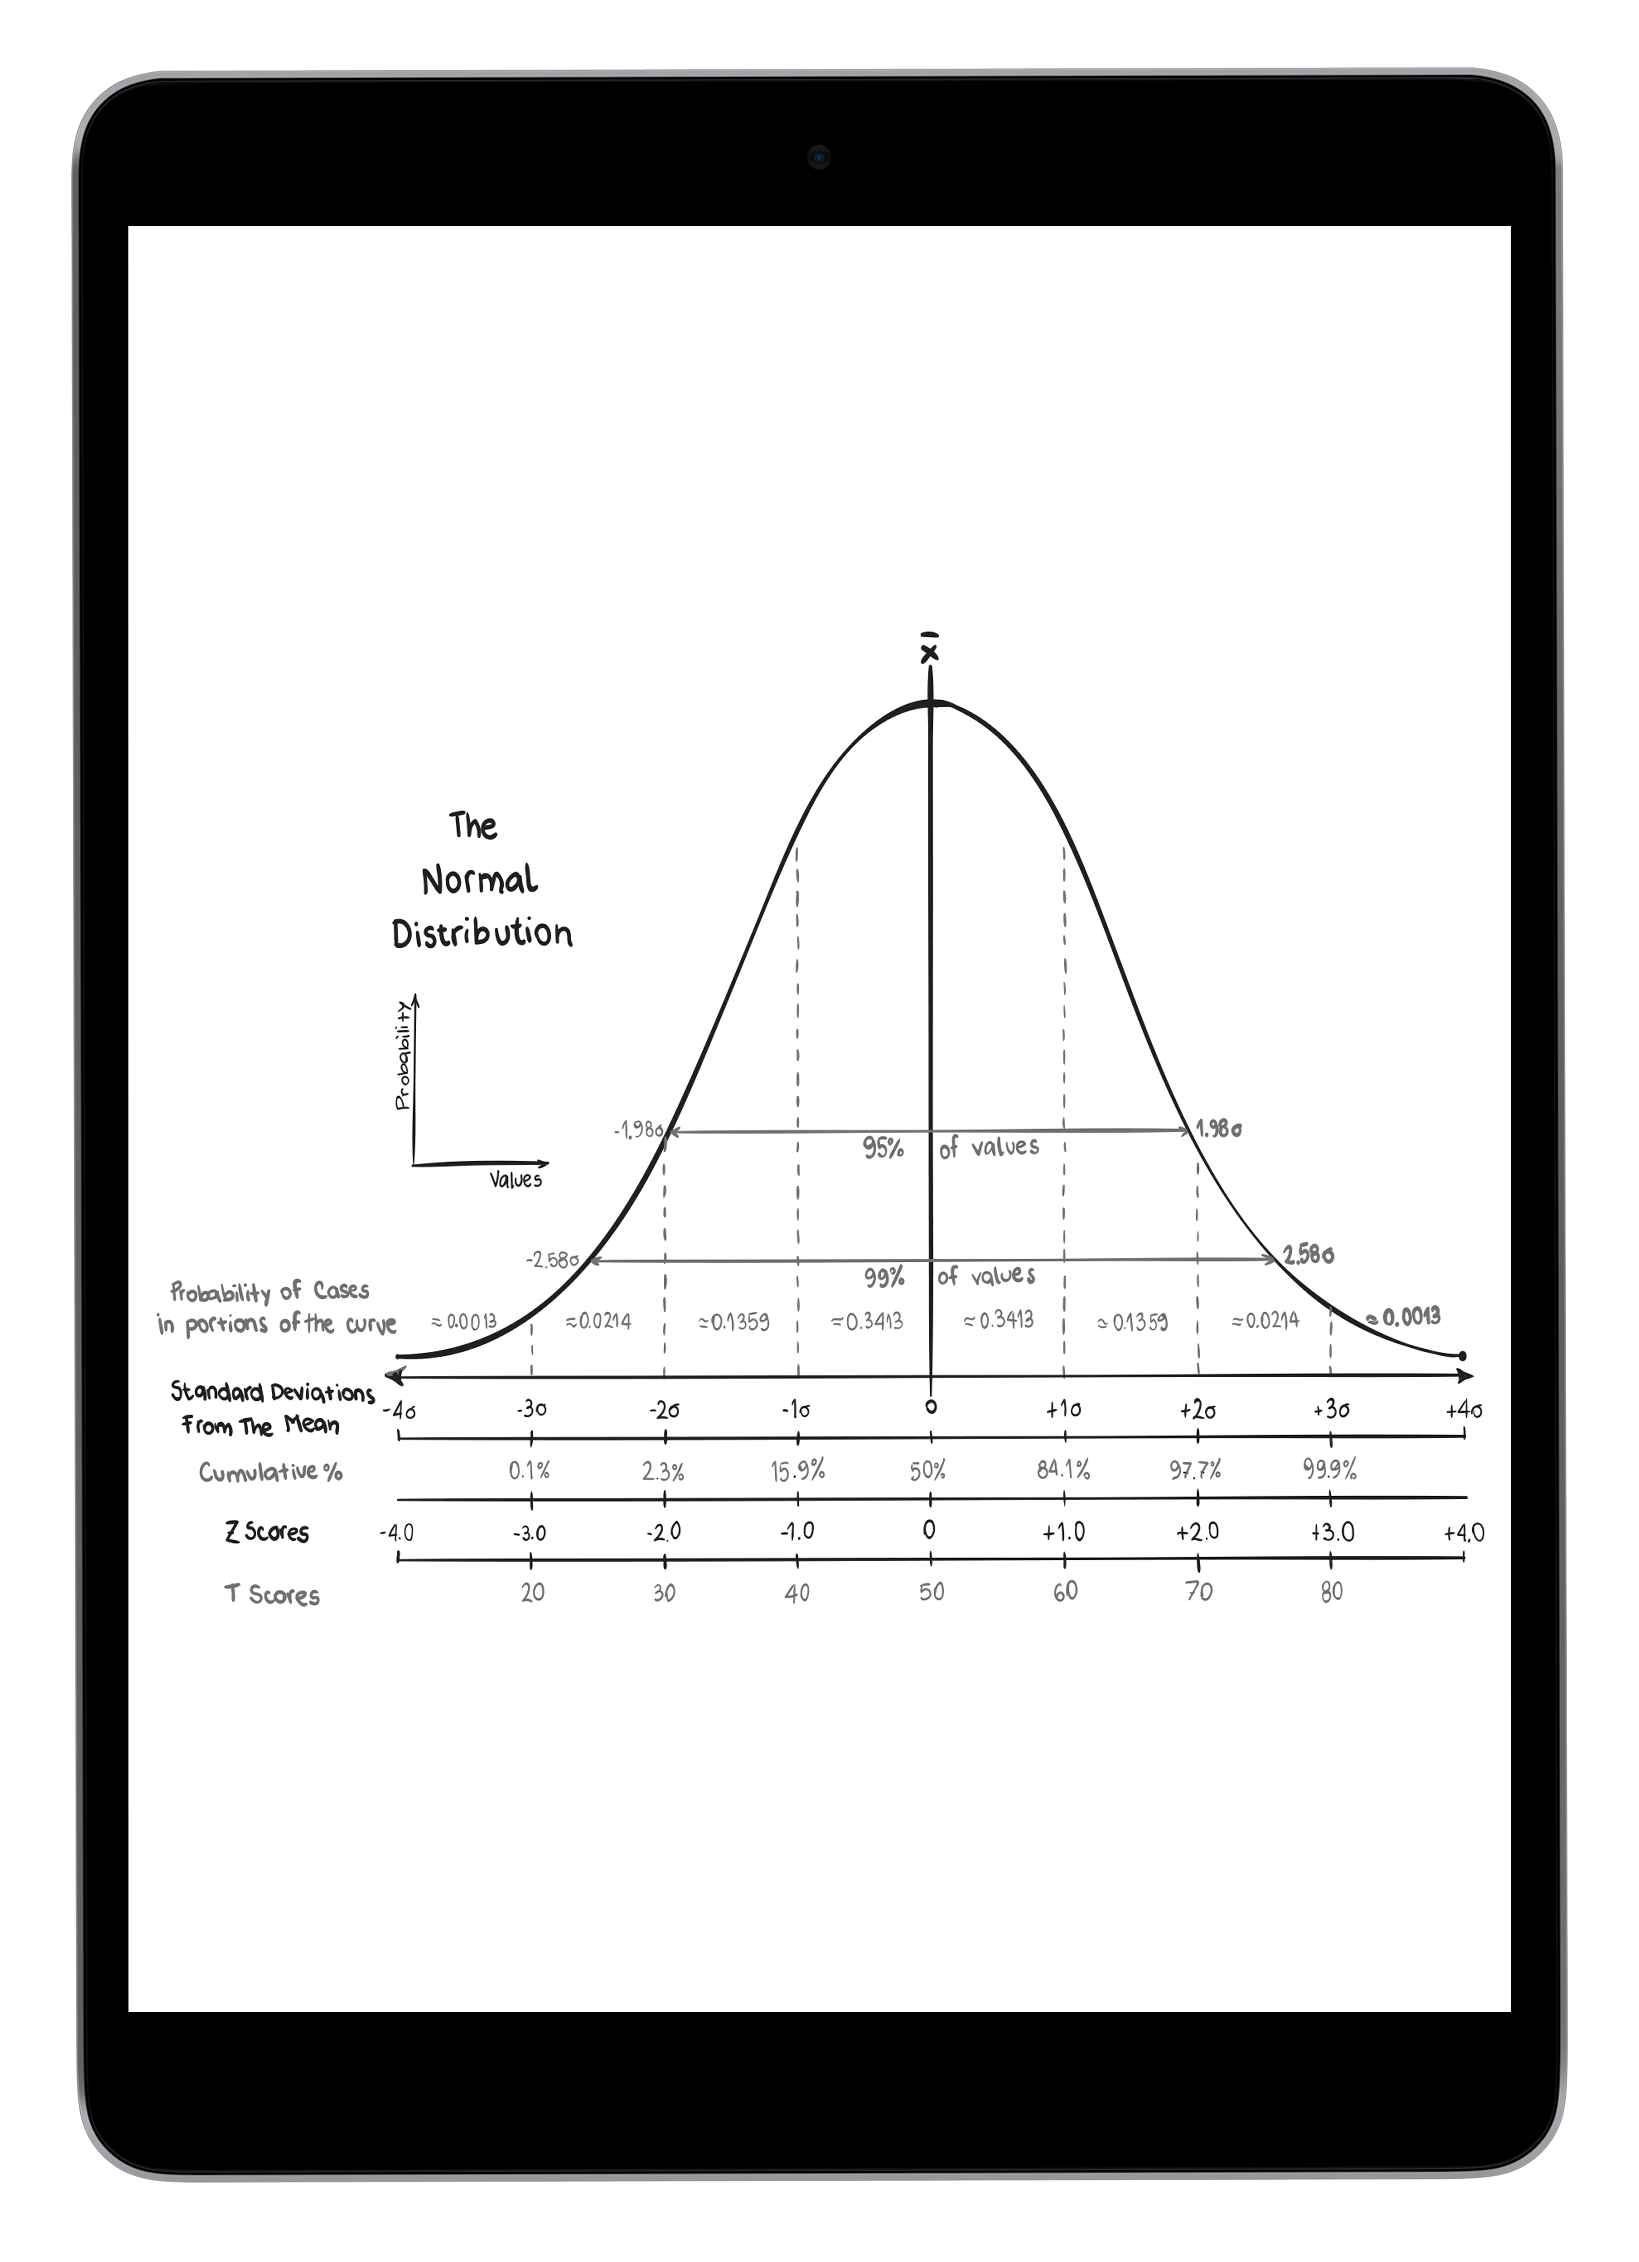 x̄
The
Normal
Distribution
Probability
Values
-1.98σ 1.98σ
95% of values
-2.58σ 2.58σ
99% of values
Probability of Cases
in portions of the curve ≈0.0013 ≈0.0214 ≈0.1359 ≈0.3413 ≈0.3413 ≈0.1359 ≈0.0214 ≈0.0013
Standard Deviations
From The Mean -4σ -3σ -2σ -1σ 0 +1σ +2σ +3σ +4σ
Cumulative % 0.1% 2.3% 15.9% 50% 84.1% 97.7% 99.9%
Z Scores -4.0 -3.0 -2.0 -1.0 0 +1.0 +2.0 +3.0 +4.0
T Scores 20 30 40 50 60 70 80